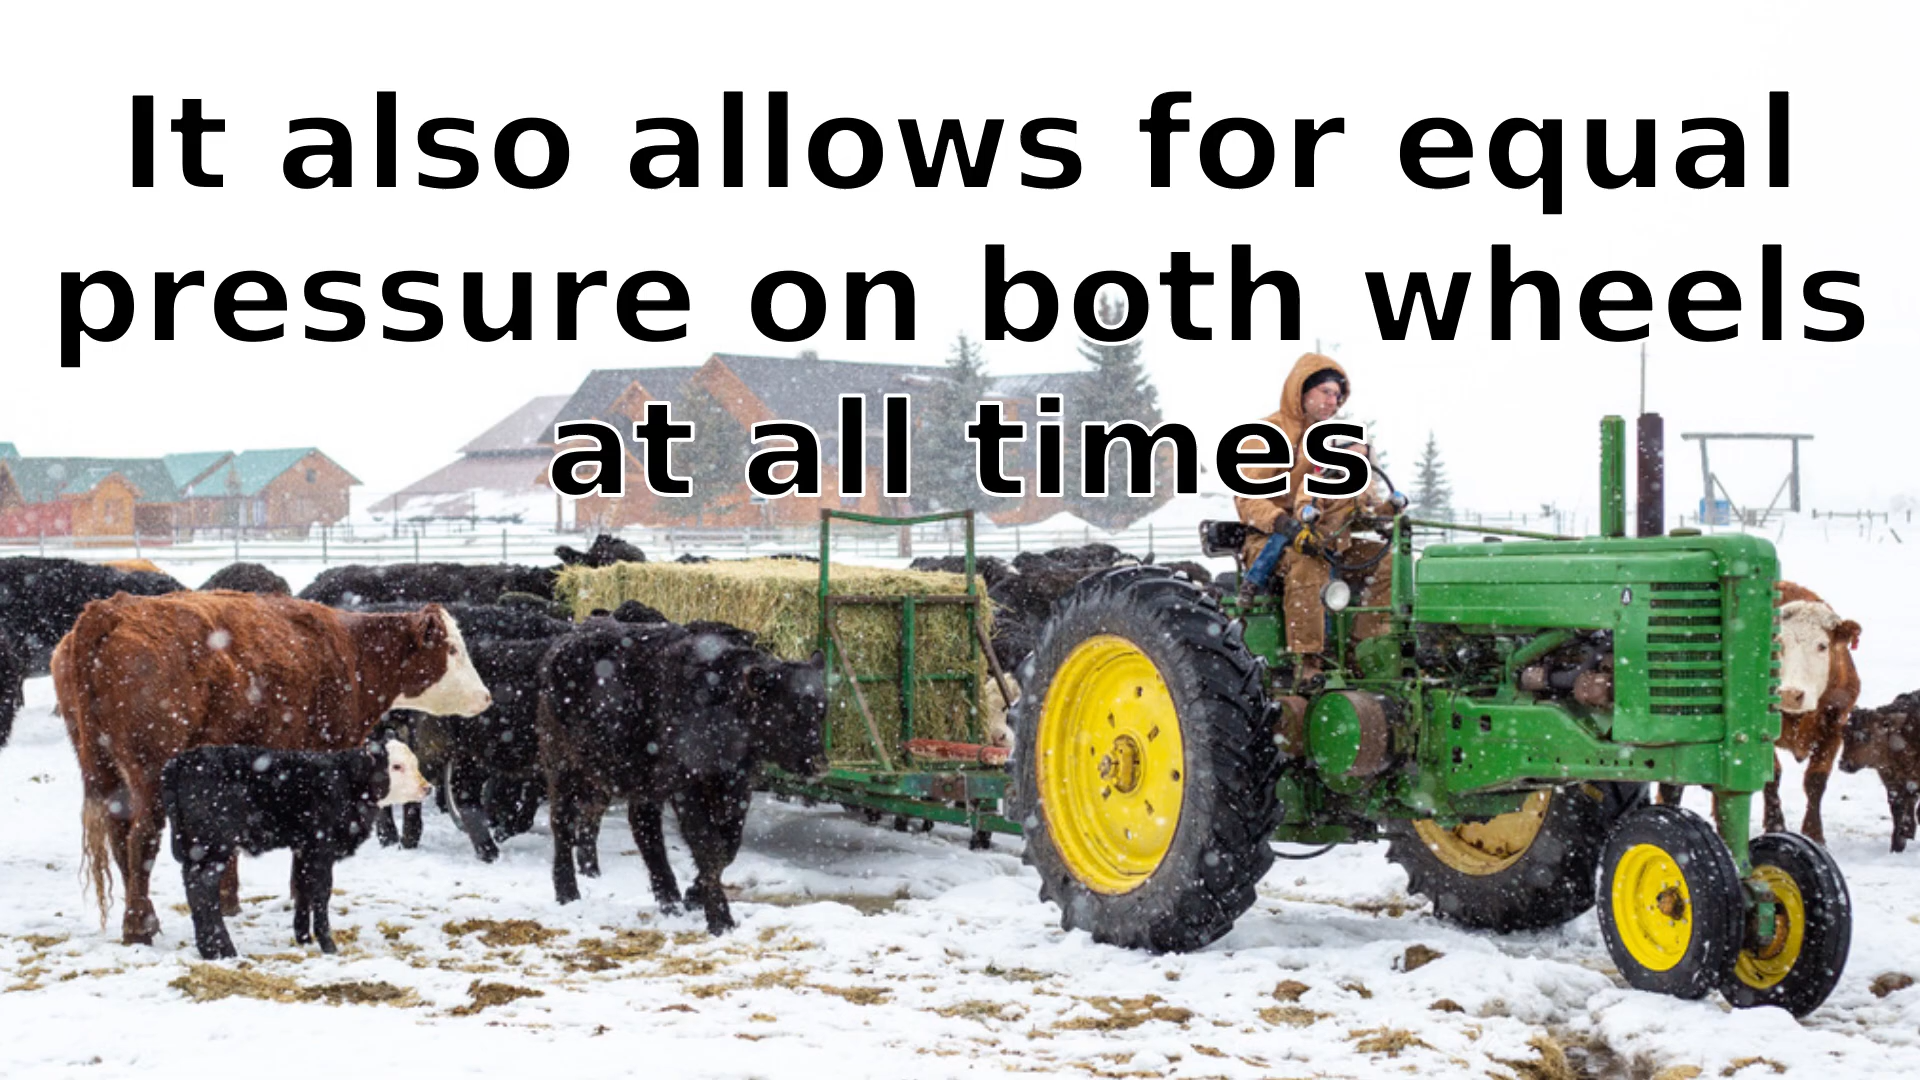 It also allows for equal
pressure on both wheels
at all times